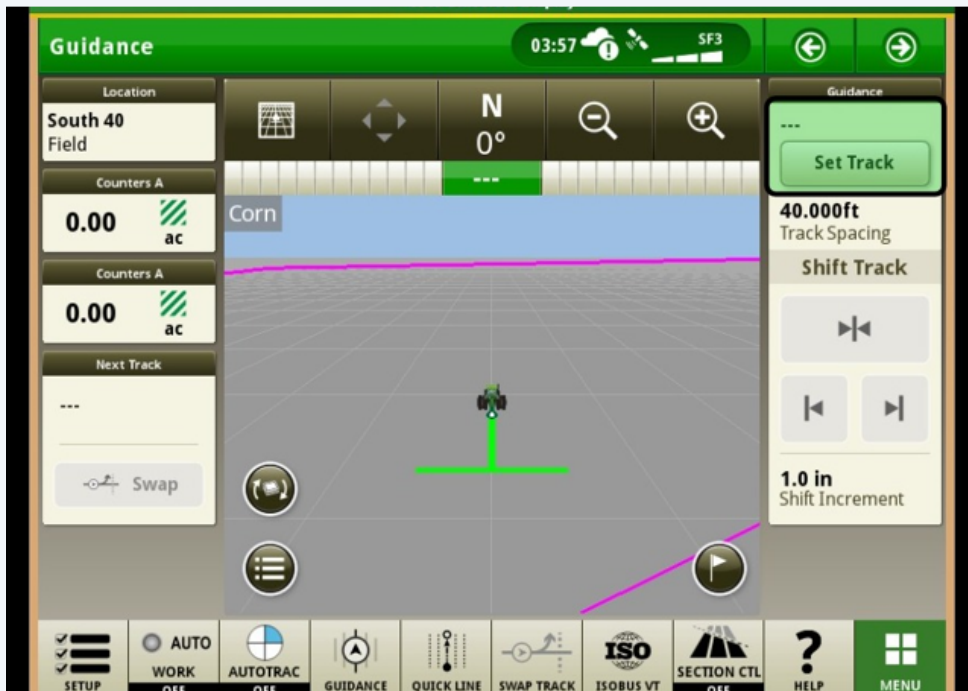 Guidance
03:57
SF3
Location
South 40
Field
Counters A
0.00
ac
Counters A
0.00
ac
Next Track
---
Swap
N
0°
---
Corn
Guidance
---
Set Track
40.000ft
Track Spacing
Shift Track
1.0 in
Shift Increment
SETUP
AUTO
WORK
OFF
AUTOTRAC
OFF
GUIDANCE
QUICK LINE
SWAP TRACK
ISO
ISOBUS VT
SECTION CTL
OFF
?
HELP
MENU